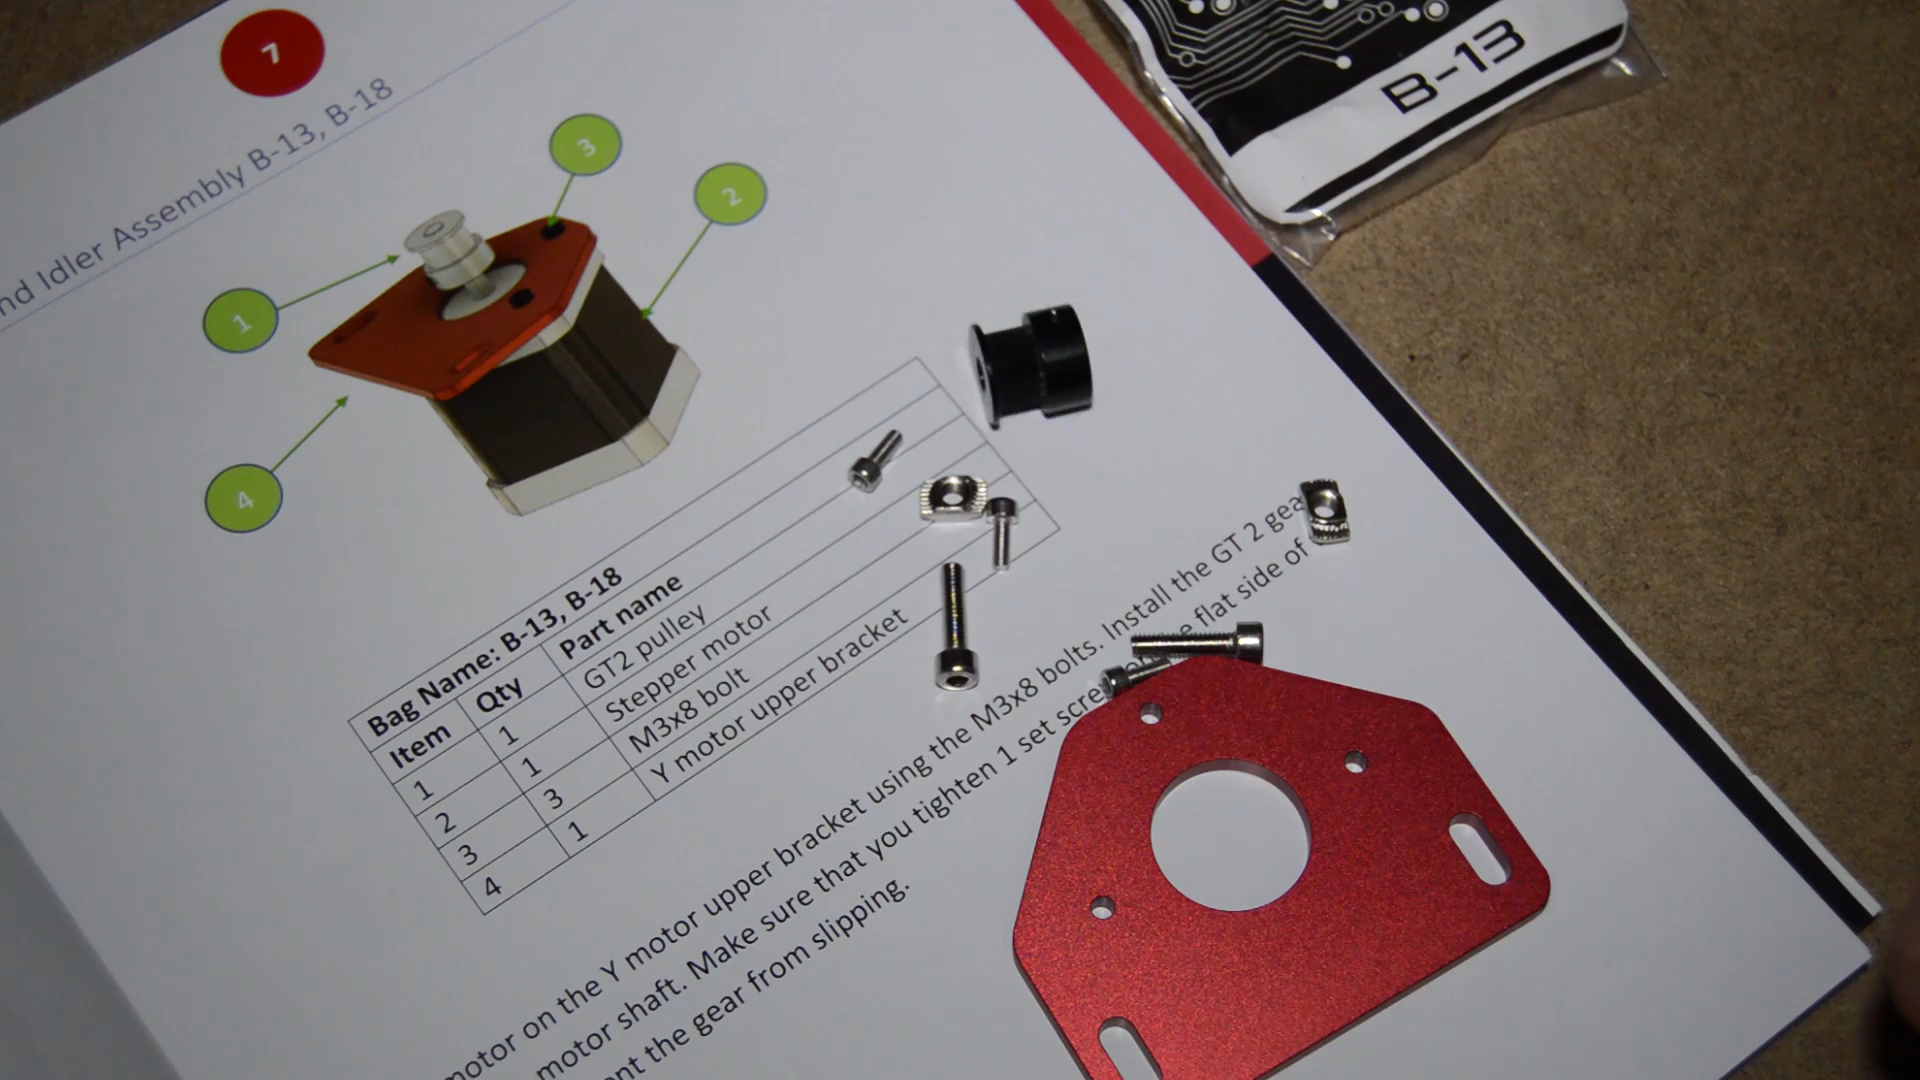 7
nd Idler Assembly B-13, B-18
B-13
3
2
1
4
Bag Name: B-13, B-18
Item Qty Part name
1 1 GT2 pulley
2 1 Stepper motor
3 3 M3x8 bolt
4 1 Y motor upper bracket
motor on the Y motor upper bracket using the M3x8 bolts. Install the GT 2 gea
motor shaft. Make sure that you tighten 1 set scre flat side of
nt the gear from slipping.